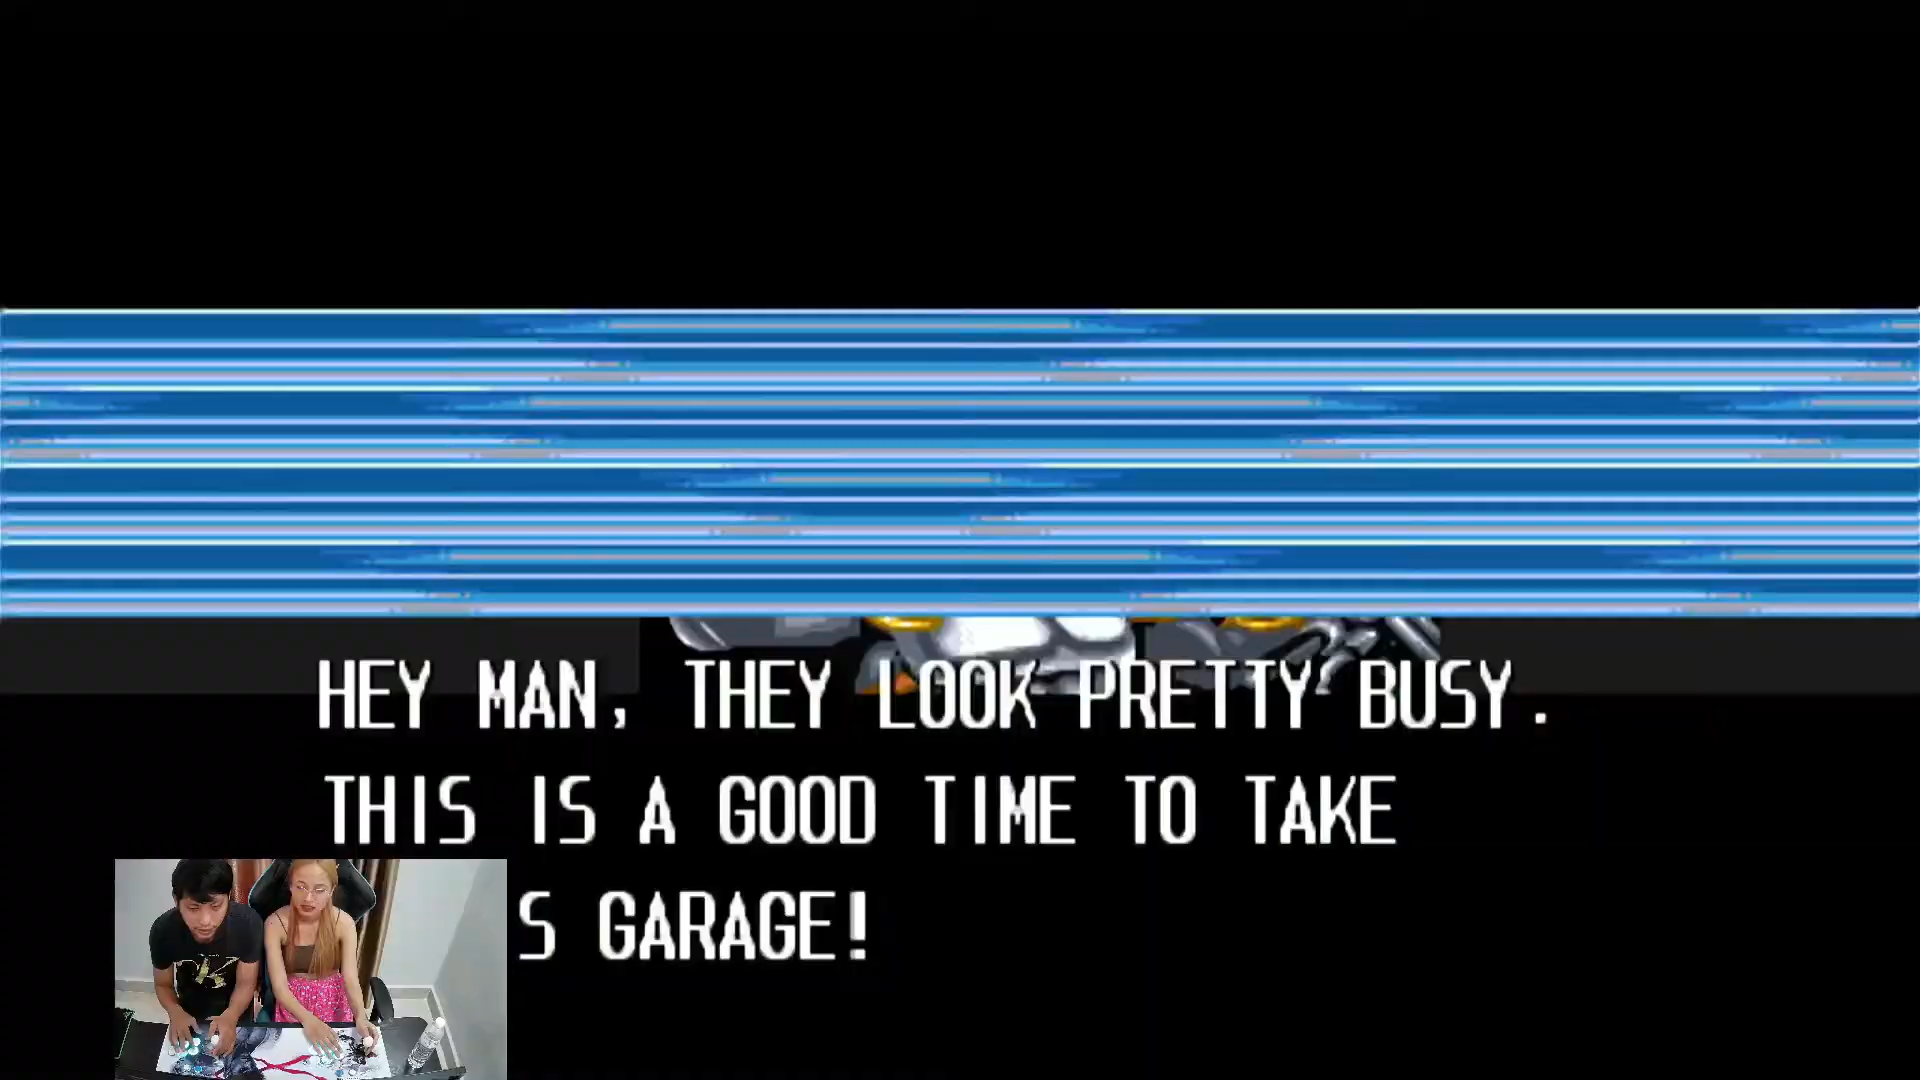 HEY MAN, THEY LOOK PRETTY BUSY.
THIS IS A GOOD TIME TO TAKE
S GARAGE!